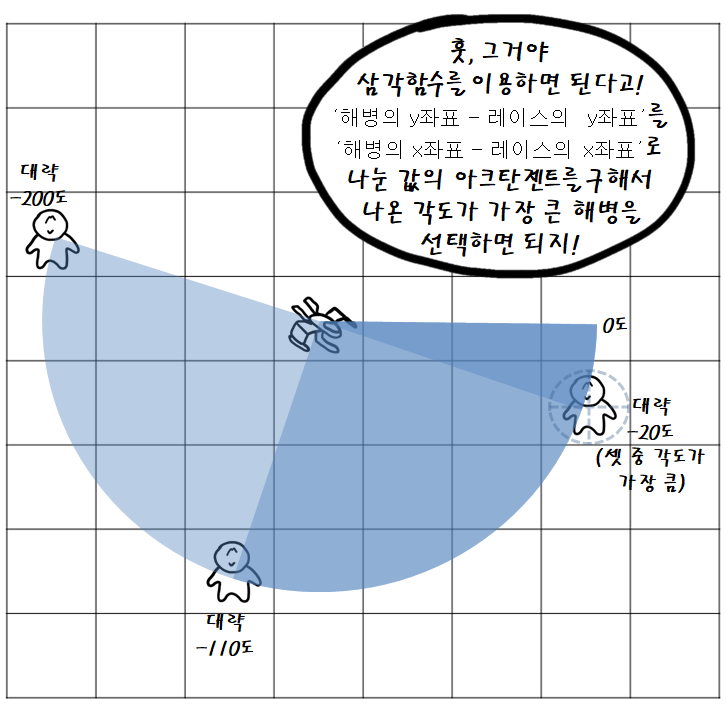 훗, 그거야
삼각함수를 이용하면 된다고!
'해병의 y좌표 - 레이스의 y좌표'를
'해병의 x좌표 - 레이스의 x좌표'로
나눈 값의 아크탄젠트를 구해서
나온 각도가 가장 큰 해병을
선택하면 되지!
대략
-200도
0도
대략
-20도
(셋 중 각도가
가장 큼)
대략
-110도